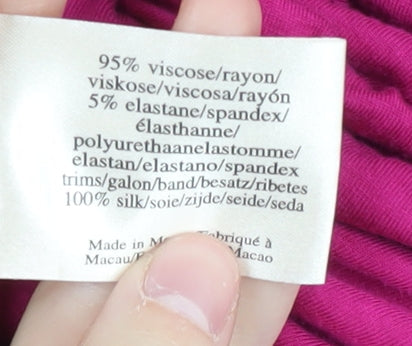 95% viscose/rayon/
viskose/viscosa/rayón
5% elastane/spandex/
élasthanne/
polyurethaanelastomme/
elastan/elastano/spandex
trims/galon/band/besatz/ribetes
100% silk/soie/zijde/seide/seda
Made in à
Macao